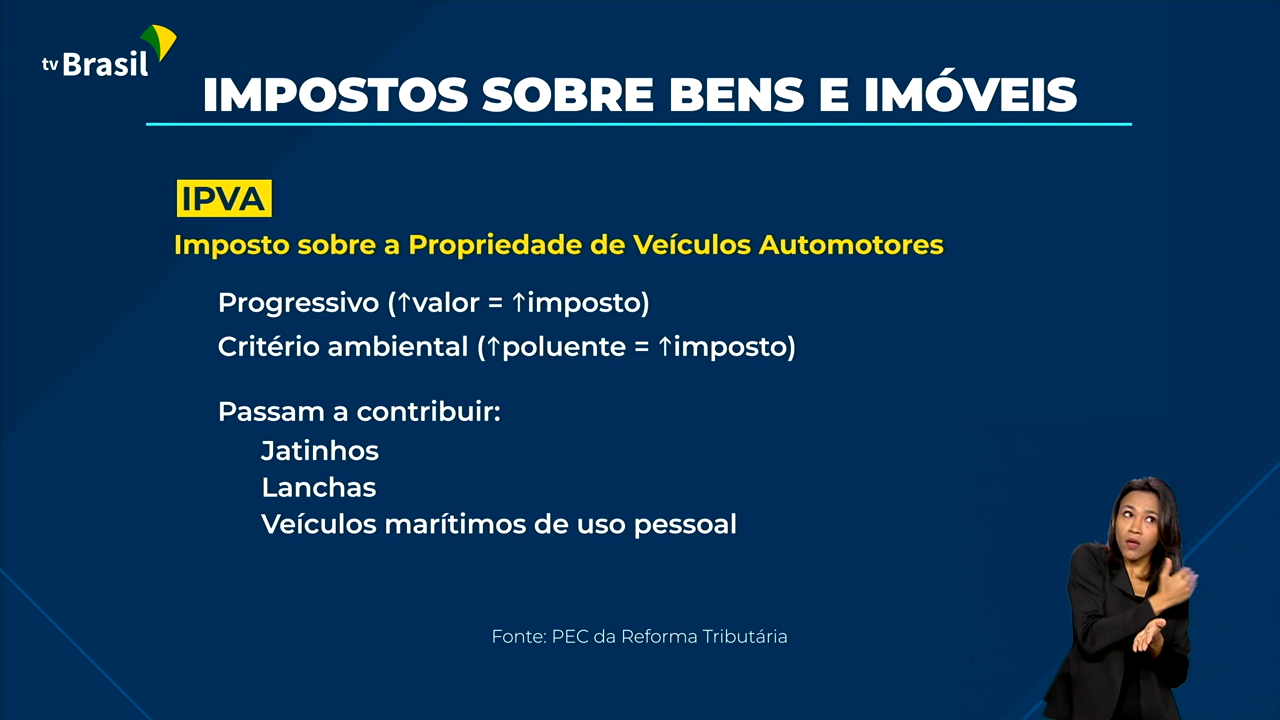 tv Brasil
IMPOSTOS SOBRE BENS E IMÓVEIS
IPVA
Imposto sobre a Propriedade de Veículos Automotores
Progressivo (↑valor = ↑imposto)
Critério ambiental (↑poluente = ↑imposto)
Passam a contribuir:
Jatinhos
Lanchas
Veículos marítimos de uso pessoal
Fonte: PEC da Reforma Tributária